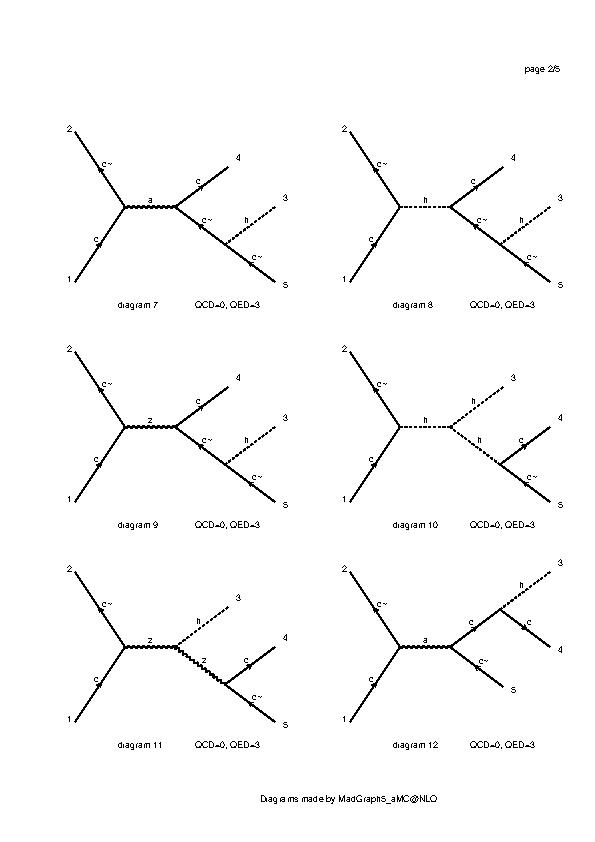 page 2/5
2 c~ a c 4 c~ h 3 c 1 c~ 5
diagram 7 QCD=0, QED=3
2 c~ h c 4 c~ h 3 c 1 c~ 5
diagram 8 QCD=0, QED=3
2 c~ z c 4 c~ h 3 c 1 c~ 5
diagram 9 QCD=0, QED=3
2 c~ h h 3 h c 4 c 1 c~ 5
diagram 10 QCD=0, QED=3
2 c~ z h 3 z c 4 c 1 c~ 5
diagram 11 QCD=0, QED=3
2 c~ a c h 3 c 4 c~ 5 c 1
diagram 12 QCD=0, QED=3
Diagrams made by MadGraph5_aMC@NLO